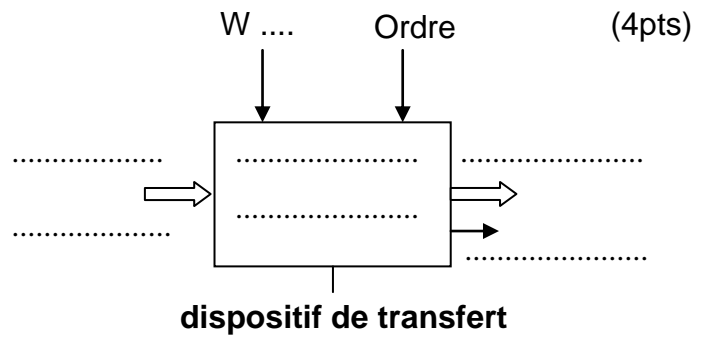 W .... Ordre (4pts)
................... ....................... .......................
.................... ....................... .......................
dispositif de transfert